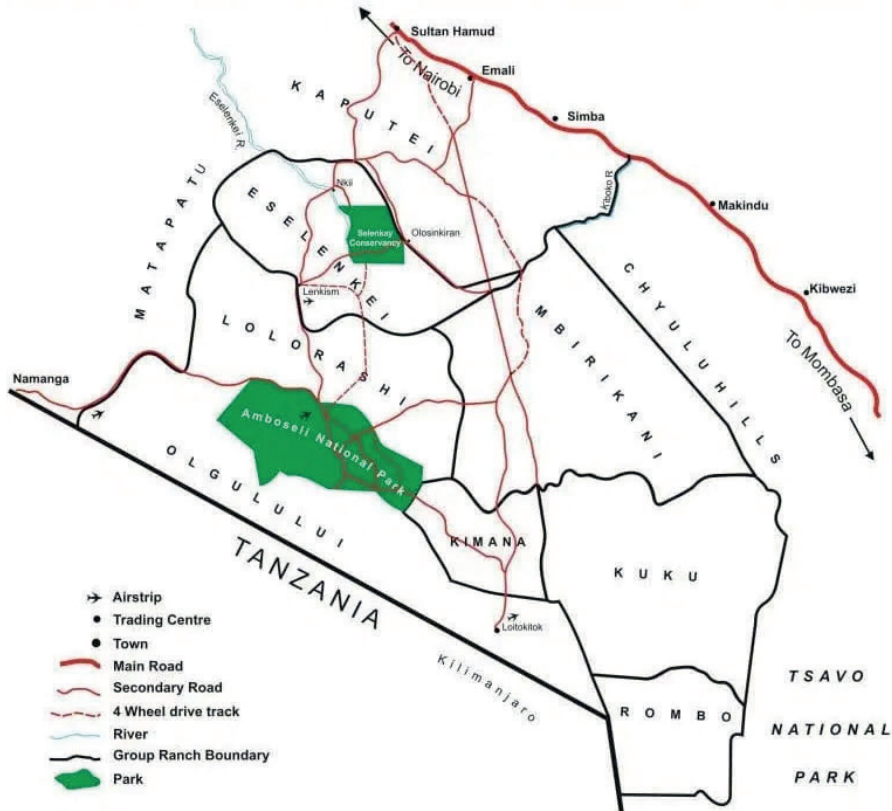 Sultan Hamud
To Nairobi
Emali
KAPUTEI
Simba
Eselenkei R.
Kiboko R
MATAPATU
Nkii
ESELENKEI
Selenkay
Conservancy
Olosinkiran
Makindu
CHYULUHILLS
Kibwezi
Lenkism
LOLORASHI
MBIRIKANI
To Mombasa
Namanga
Amboseli National Park
OLGULULUI
KIMANA
TANZANIA
KUKU
Loitokitok
Kilimanjaro
ROMBO
TSAVO
NATIONAL
PARK
Airstrip
Trading Centre
Town
Main Road
Secondary Road
4 Wheel drive track
River
Group Ranch Boundary
Park